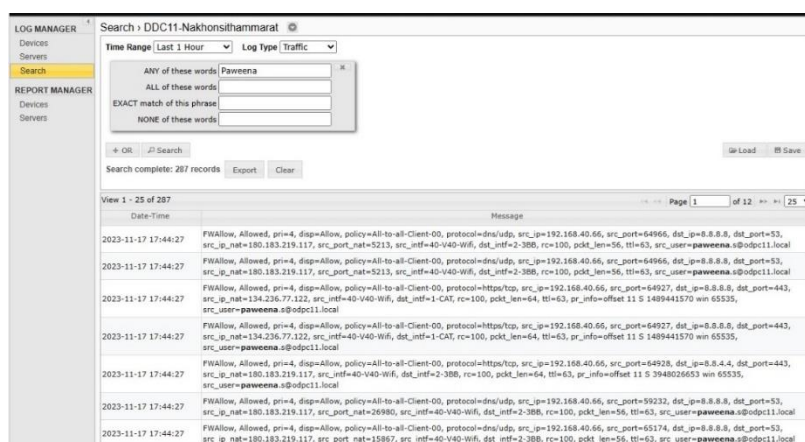 LOG MANAGER
Devices
Servers
Search
REPORT MANAGER
Devices
Servers
Search › DDC11-Nakhonsithammarat
Time Range Last 1 Hour Log Type Traffic
ANY of these words Paweena x
ALL of these words
EXACT match of this phrase
NONE of these words
+ OR Search Load Save
Search complete: 287 records Export Clear
View 1 - 25 of 287 Page 1 of 12 25
Date-Time Message
2023-11-17 17:44:27 FWAllow, Allowed, pri=4, disp=Allow, policy=All-to-all-Client-00, protocol=dns/udp, src_ip=192.168.40.66, src_port=64966, dst_ip=8.8.8.8, dst_port=53,
src_ip_nat=180.183.219.117, src_port_nat=5213, src_intf=40-V40-Wifi, dst_intf=2-3BB, rc=100, pckt_len=56, ttl=63, src_user=paweena.s@odpc11.local
2023-11-17 17:44:27 FWAllow, Allowed, pri=4, disp=Allow, policy=All-to-all-Client-00, protocol=dns/udp, src_ip=192.168.40.66, src_port=64966, dst_ip=8.8.8.8, dst_port=53,
src_ip_nat=180.183.219.117, src_port_nat=5213, src_intf=40-V40-Wifi, dst_intf=2-3BB, rc=100, pckt_len=56, ttl=63, src_user=paweena.s@odpc11.local
2023-11-17 17:44:27 FWAllow, Allowed, pri=4, disp=Allow, policy=All-to-all-Client-00, protocol=https/tcp, src_ip=192.168.40.66, src_port=64927, dst_ip=8.8.8.8, dst_port=443,
src_ip_nat=134.236.77.122, src_intf=40-V40-Wifi, dst_intf=1-CAT, rc=100, pckt_len=64, ttl=63, pr_info=offset 11 S 1489441570 win 65535,
src_user=paweena.s@odpc11.local
2023-11-17 17:44:27 FWAllow, Allowed, pri=4, disp=Allow, policy=All-to-all-Client-00, protocol=https/tcp, src_ip=192.168.40.66, src_port=64927, dst_ip=8.8.8.8, dst_port=443,
src_ip_nat=134.236.77.122, src_intf=40-V40-Wifi, dst_intf=1-CAT, rc=100, pckt_len=64, ttl=63, pr_info=offset 11 S 1489441570 win 65535,
src_user=paweena.s@odpc11.local
2023-11-17 17:44:27 FWAllow, Allowed, pri=4, disp=Allow, policy=All-to-all-Client-00, protocol=https/tcp, src_ip=192.168.40.66, src_port=64928, dst_ip=8.8.4.4, dst_port=443,
src_ip_nat=180.183.219.117, src_intf=40-V40-Wifi, dst_intf=2-3BB, rc=100, pckt_len=64, ttl=63, pr_info=offset 11 S 3948026653 win 65535,
src_user=paweena.s@odpc11.local
2023-11-17 17:44:27 FWAllow, Allowed, pri=4, disp=Allow, policy=All-to-all-Client-00, protocol=dns/udp, src_ip=192.168.40.66, src_port=59232, dst_ip=8.8.8.8, dst_port=53,
src_ip_nat=180.183.219.117, src_port_nat=26980, src_intf=40-V40-Wifi, dst_intf=2-3BB, rc=100, pckt_len=56, ttl=63, src_user=paweena.s@odpc11.local
2023-11-17 17:44:27 FWAllow, Allowed, pri=4, disp=Allow, policy=All-to-all-Client-00, protocol=dns/udp, src_ip=192.168.40.66, src_port=65174, dst_ip=8.8.8.8, dst_port=53,
src_ip_nat=180.183.219.117, src_port_nat=15867, src_intf=40-V40-Wifi, dst_intf=2-3BB, rc=100, pckt_len=56, ttl=63, src_user=paweena.s@odpc11.local